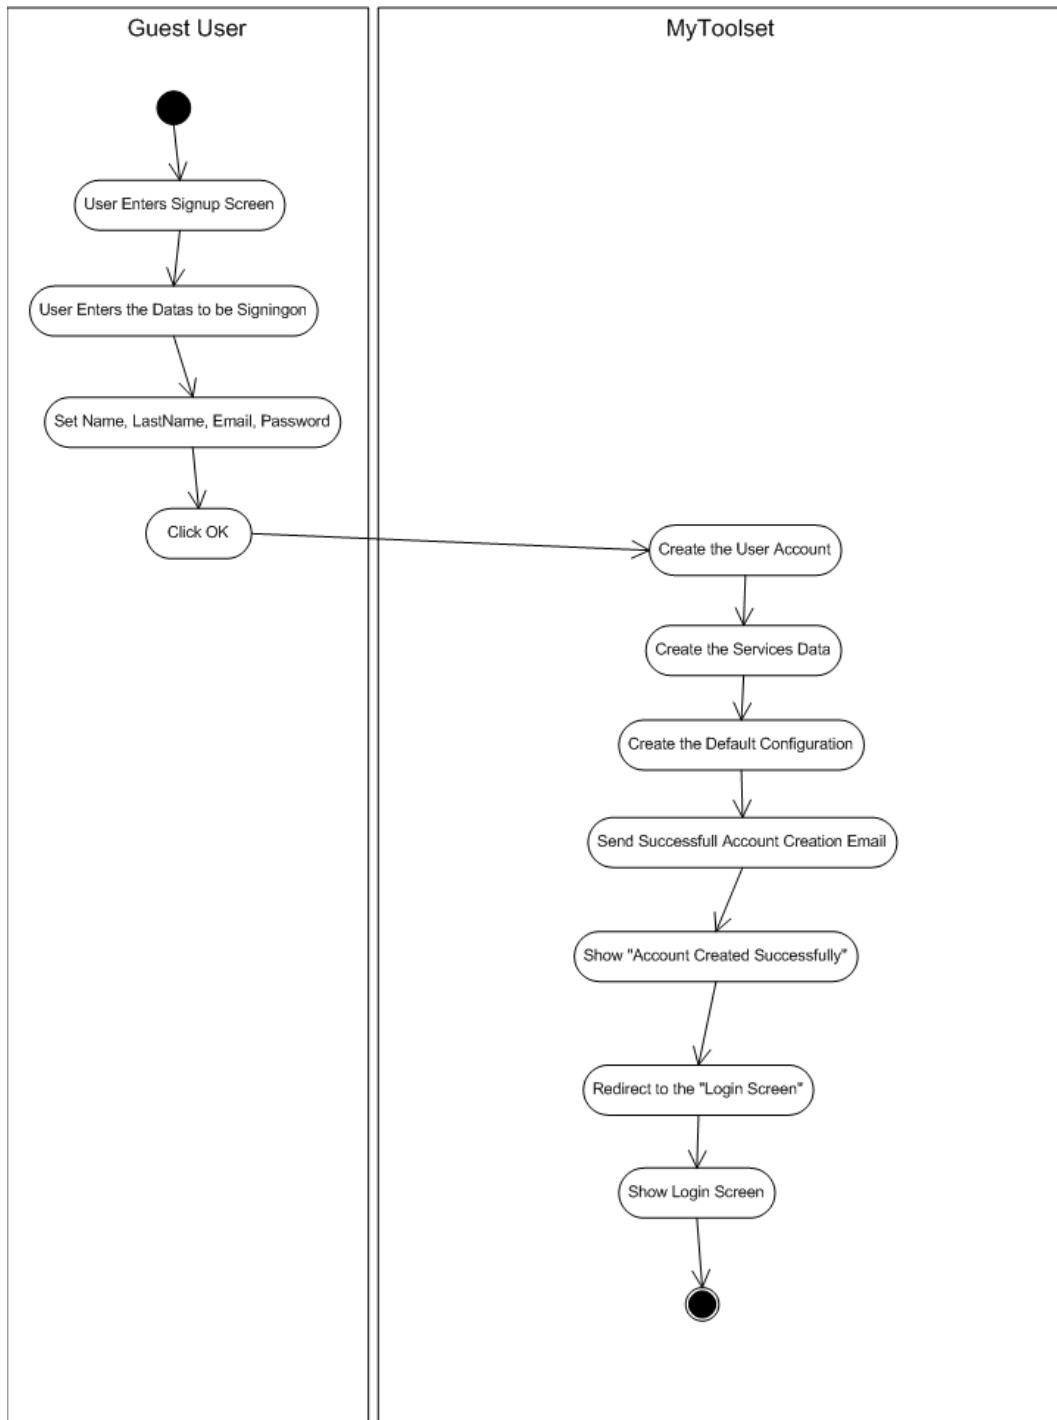 Guest User
MyToolset
User Enters Signup Screen
User Enters the Datas to be Signingon
Set Name, LastName, Email, Password
Click OK
Create the User Account
Create the Services Data
Create the Default Configuration
Send Successfull Account Creation Email
Show "Account Created Successfully"
Redirect to the "Login Screen"
Show Login Screen